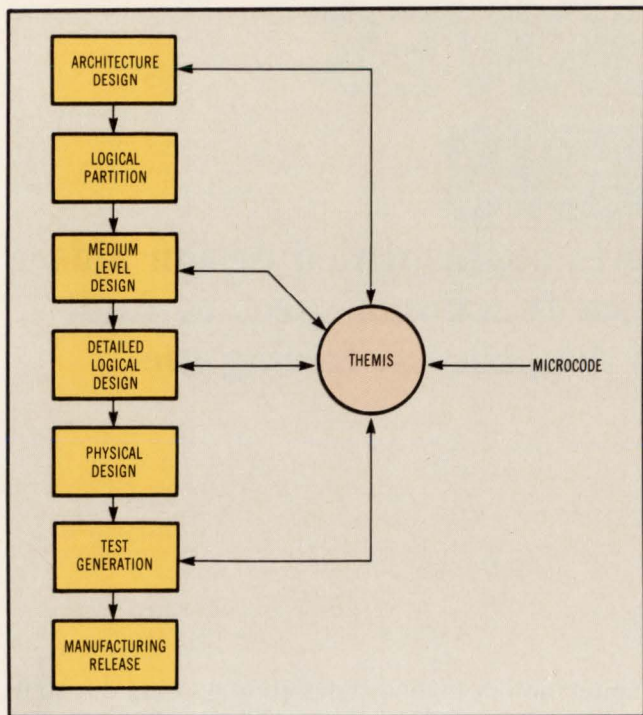 ARCHITECTURE
DESIGN
LOGICAL
PARTITION
MEDIUM
LEVEL
DESIGN
DETAILED
LOGICAL
DESIGN
PHYSICAL
DESIGN
TEST
GENERATION
MANUFACTURING
RELEASE
THEMIS
MICROCODE